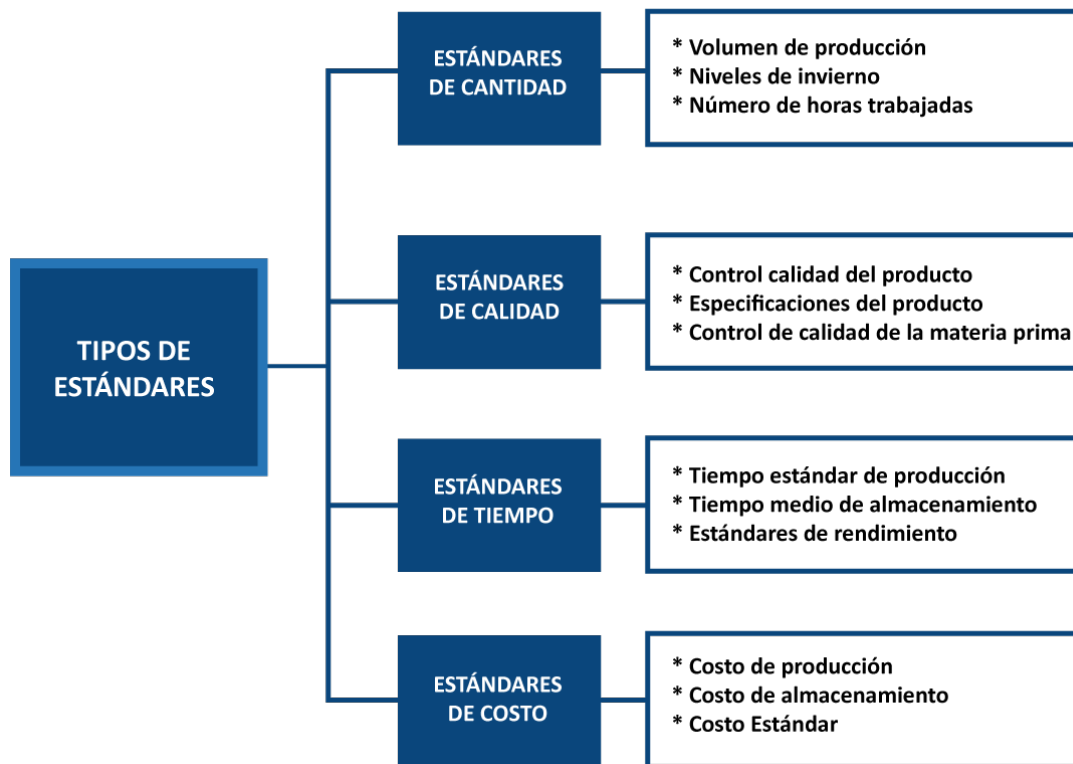 TIPOS DE
ESTÁNDARES
ESTÁNDARES
DE CANTIDAD
* Volumen de producción
* Niveles de invierno
* Número de horas trabajadas
ESTÁNDARES
DE CALIDAD
* Control calidad del producto
* Especificaciones del producto
* Control de calidad de la materia prima
ESTÁNDARES
DE TIEMPO
* Tiempo estándar de producción
* Tiempo medio de almacenamiento
* Estándares de rendimiento
ESTÁNDARES
DE COSTO
* Costo de producción
* Costo de almacenamiento
* Costo Estándar